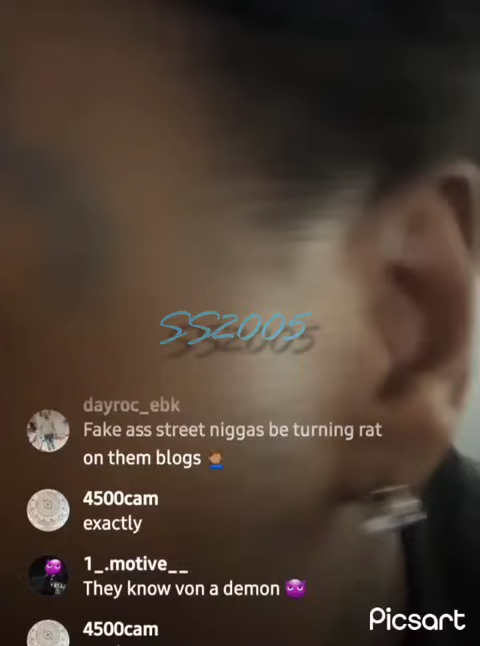 SS2005
dayroc_ebk
Fake ass street niggas be turning rat
on them blogs 🤦🏽
4500cam
exactly
1_.motive__
They know von a demon 😈
4500cam
Picsart